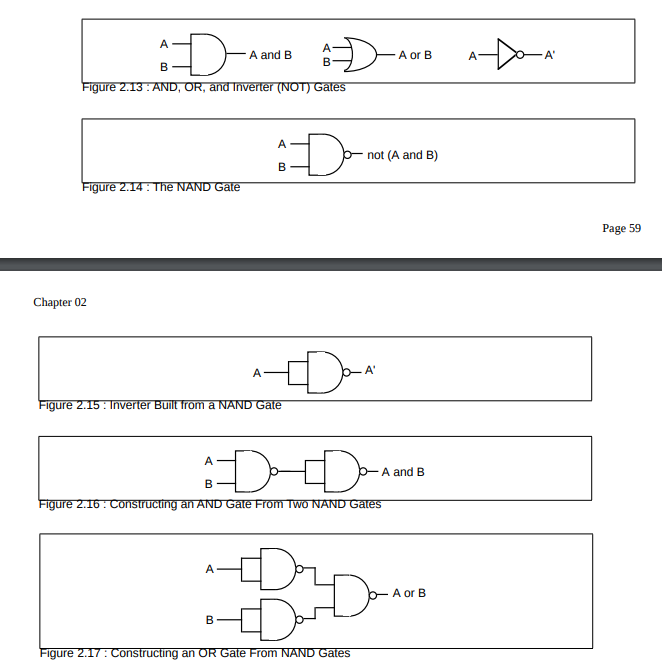 A
B
A and B
A
B
A or B
A
A'
Figure 2.13 : AND, OR, and Inverter (NOT) Gates
A
B
not (A and B)
Figure 2.14 : The NAND Gate
Page 59
Chapter 02
A
A'
Figure 2.15 : Inverter Built from a NAND Gate
A
B
A and B
Figure 2.16 : Constructing an AND Gate From Two NAND Gates
A
B
A or B
Figure 2.17 : Constructing an OR Gate From NAND Gates